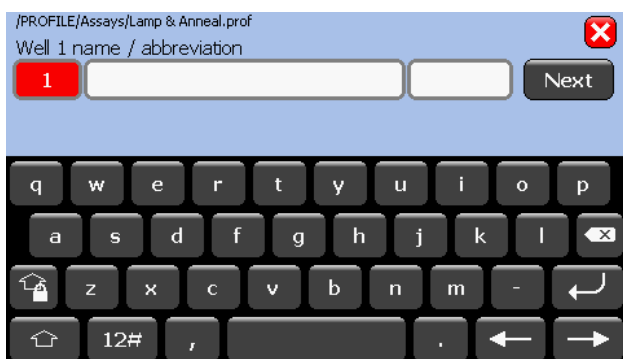 /PROFILE/Assays/Lamp & Anneal.prof
Well 1 name / abbreviation
1 Next
q w e r t y u i o p
a s d f g h j k l
z x c v b n m -
12# , .